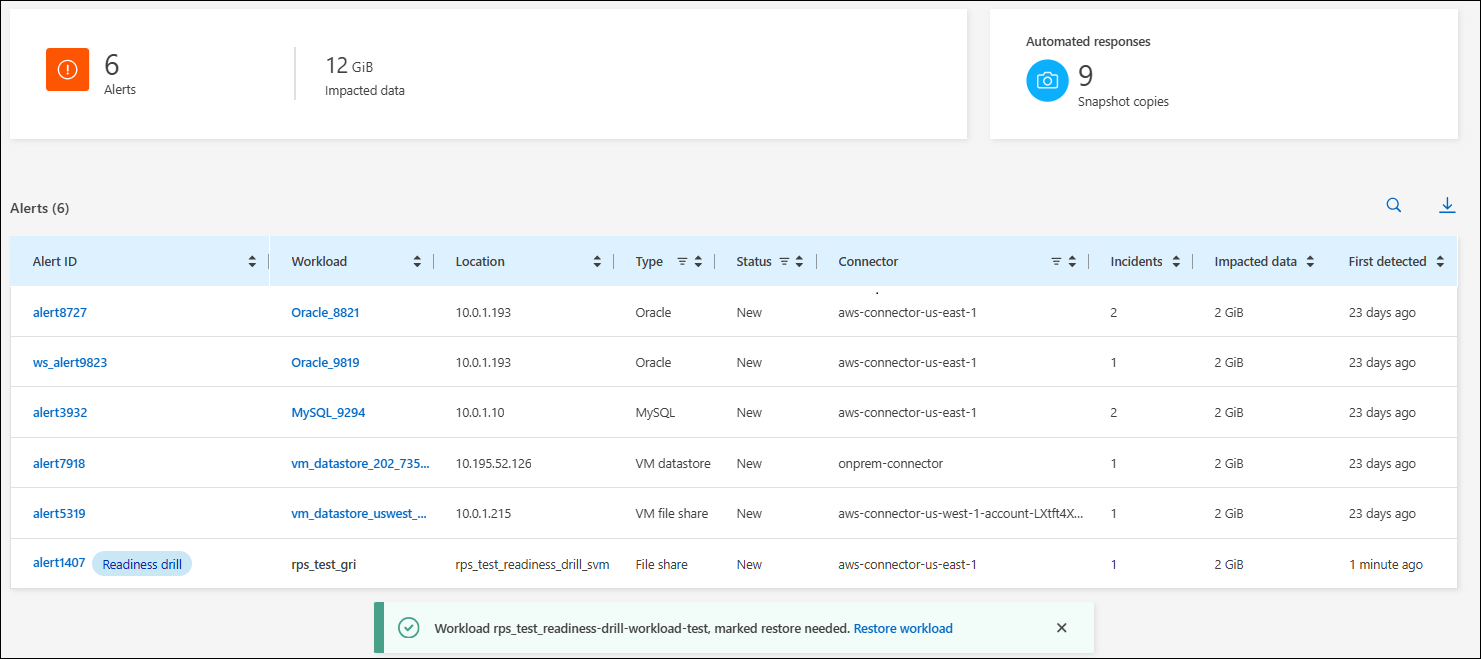 6
Alerts
12 GiB
Impacted data
Automated responses
9
Snapshot copies
Alerts (6)
Alert ID Workload Location Type Status Connector Incidents Impacted data First detected
alert8727 Oracle_8821 10.0.1.193 Oracle New aws-connector-us-east-1 2 2 GiB 23 days ago
ws_alert9823 Oracle_9819 10.0.1.193 Oracle New aws-connector-us-east-1 1 2 GiB 23 days ago
alert3932 MySQL_9294 10.0.1.10 MySQL New aws-connector-us-east-1 2 2 GiB 23 days ago
alert7918 vm_datastore_202_735... 10.195.52.126 VM datastore New onprem-connector 1 2 GiB 23 days ago
alert5319 vm_datastore_uswest_... 10.0.1.215 VM file share New aws-connector-us-west-1-account-LXtft4X... 1 2 GiB 23 days ago
alert1407 Readiness drill rps_test_gri rps_test_readiness_drill_svm File share New aws-connector-us-east-1 1 2 GiB 1 minute ago
Workload rps_test_readiness-drill-workload-test, marked restore needed. Restore workload